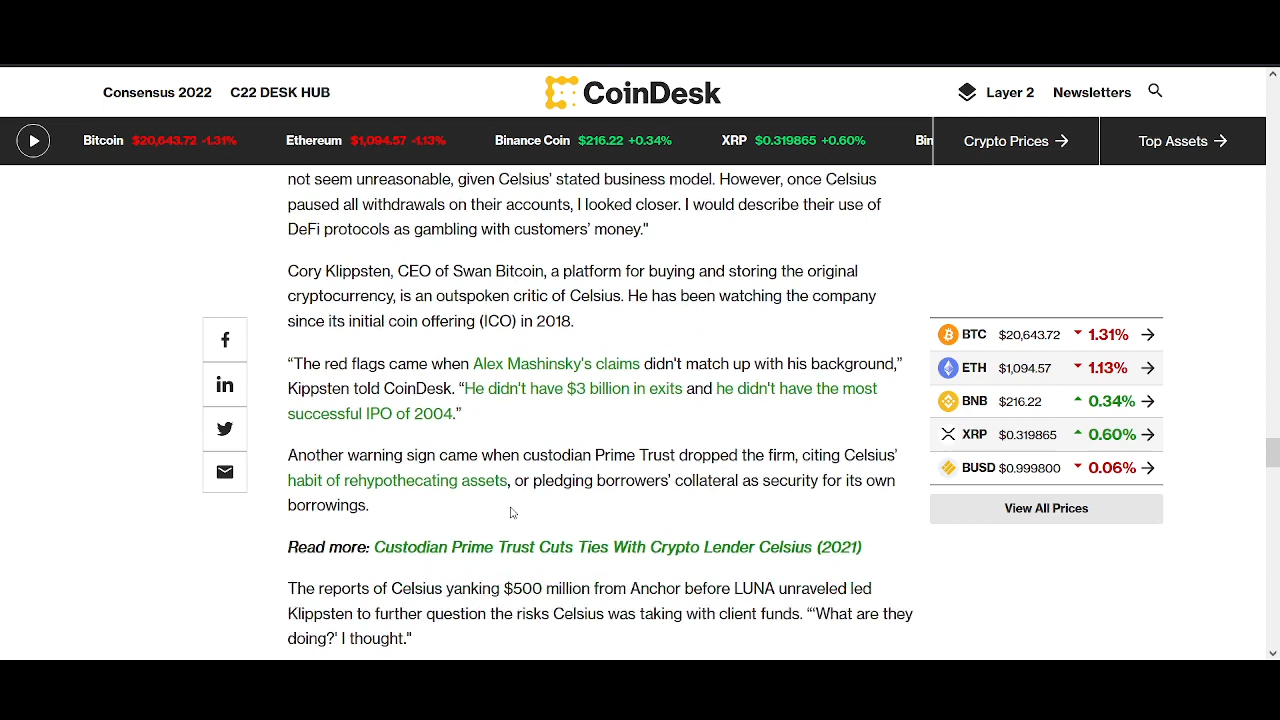 Consensus 2022 C22 DESK HUB CoinDesk Layer 2 Newsletters
Bitcoin $20,643.72 -1.31% Ethereum $1,094.57 -1.13% Binance Coin $216.22 +0.34% XRP $0.319865 +0.60% Bin Crypto Prices Top Assets
not seem unreasonable, given Celsius' stated business model. However, once Celsius
paused all withdrawals on their accounts, I looked closer. I would describe their use of
DeFi protocols as gambling with customers' money."
Cory Klippsten, CEO of Swan Bitcoin, a platform for buying and storing the original
cryptocurrency, is an outspoken critic of Celsius. He has been watching the company
since its initial coin offering (ICO) in 2018.
“The red flags came when Alex Mashinsky's claims didn't match up with his background,”
Kippsten told CoinDesk. “He didn't have $3 billion in exits and he didn't have the most
successful IPO of 2004.”
Another warning sign came when custodian Prime Trust dropped the firm, citing Celsius’
habit of rehypothecating assets, or pledging borrowers’ collateral as security for its own
borrowings.
Read more: Custodian Prime Trust Cuts Ties With Crypto Lender Celsius (2021)
The reports of Celsius yanking $500 million from Anchor before LUNA unraveled led
Klippsten to further question the risks Celsius was taking with client funds. “‘What are they
doing?’ I thought."
BTC $20,643.72 1.31%
ETH $1,094.57 1.13%
BNB $216.22 0.34%
XRP $0.319865 0.60%
BUSD $0.999800 0.06%
View All Prices